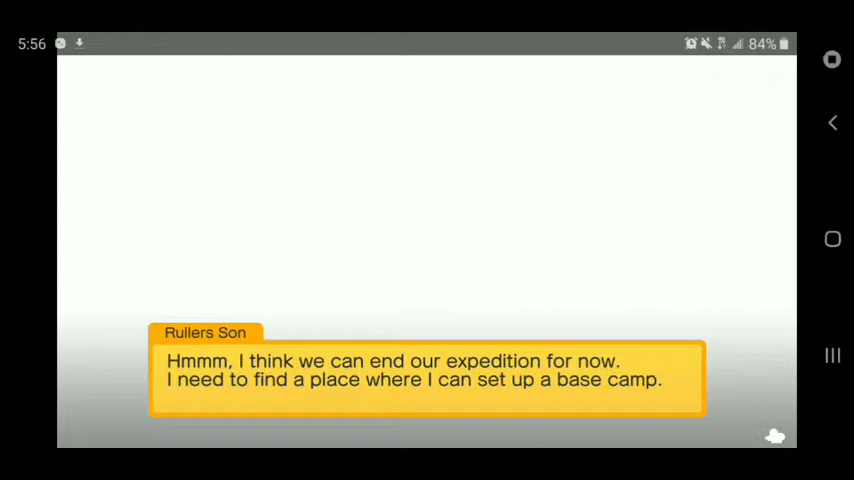 5:56
84%
Rullers Son
Hmmm, I think we can end our expedition for now.
I need to find a place where I can set up a base camp.